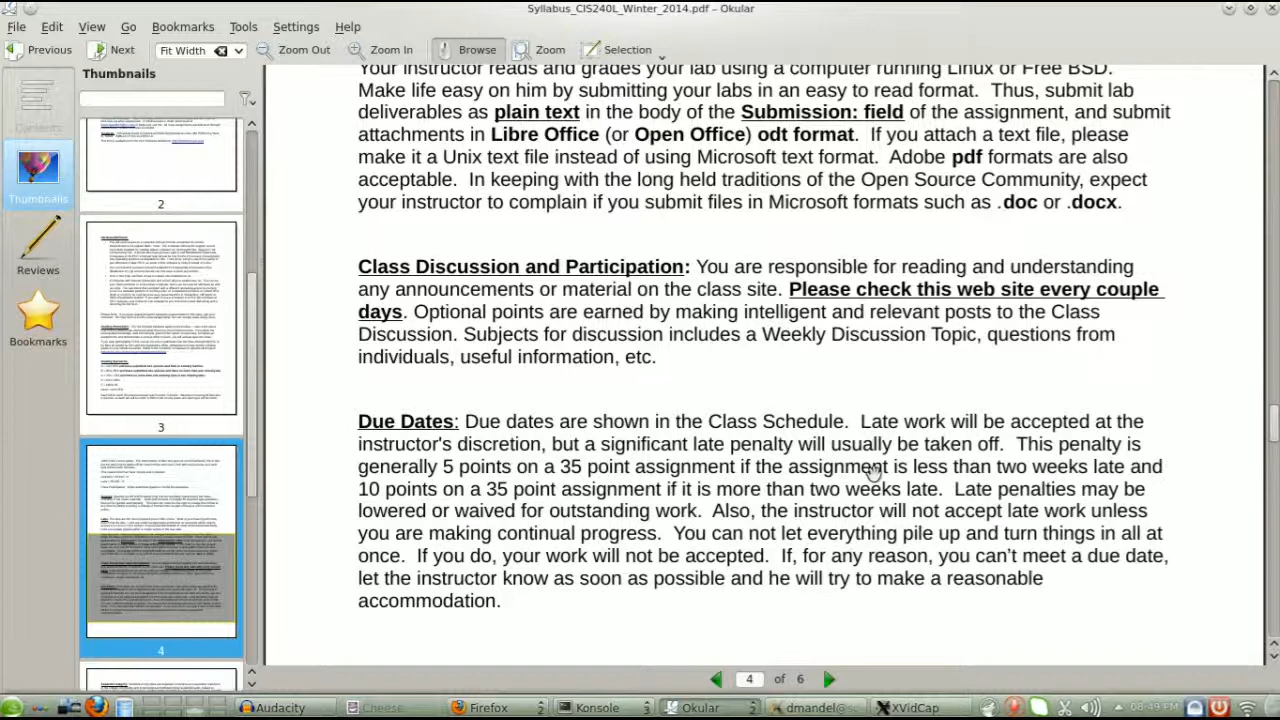 Syllabus_CIS240L_Winter_2014.pdf – Okular
File Edit View Go Bookmarks Tools Settings Help
Previous Next Fit Width Zoom Out Zoom In Browse Zoom Selection
Contents
Thumbnails
Reviews
Bookmarks
Thumbnails
2
3
4
Your instructor reads and grades your lab using a computer running Linux or Free BSD.
Make life easy on him by submitting your labs in an easy to read format. Thus, submit lab
deliverables as plain text in the body of the Submission: field of the assignment, and submit
attachments in Libre Office (or Open Office) odt format. If you attach a text file, please
make it a Unix text file instead of using Microsoft text format. Adobe pdf formats are also
acceptable. In keeping with the long held traditions of the Open Source Community, expect
your instructor to complain if you submit files in Microsoft formats such as .doc or .docx.
Class Discussion and Participation: You are responsible for reading and understanding
any announcements or material on the class site. Please check this web site every couple
days. Optional points are earned by making intelligent and relevant posts to the Class
Discussion. Subjects for discussion includes a Weekly Discussion Topic, questions from
individuals, useful information, etc.
Due Dates: Due dates are shown in the Class Schedule. Late work will be accepted at the
instructor's discretion, but a significant late penalty will usually be taken off. This penalty is
generally 5 points on a 35 point assignment if the assignment is less than two weeks late and
10 points on a 35 point assignment if it is more than two weeks late. Late penalties may be
lowered or waived for outstanding work. Also, the instructor will not accept late work unless
you are making continual progress. You can not let everything pile up and turn things in all at
once. If you do, your work will not be accepted. If, for any reason, you can't meet a due date,
let the instructor know as soon as possible and he will try to make a reasonable
accommodation.
4 of 6
Audacity Cheese Firefox 2 Konsole 3 Okular 2 dmandel@ 2 XVidCap 08:49 PM